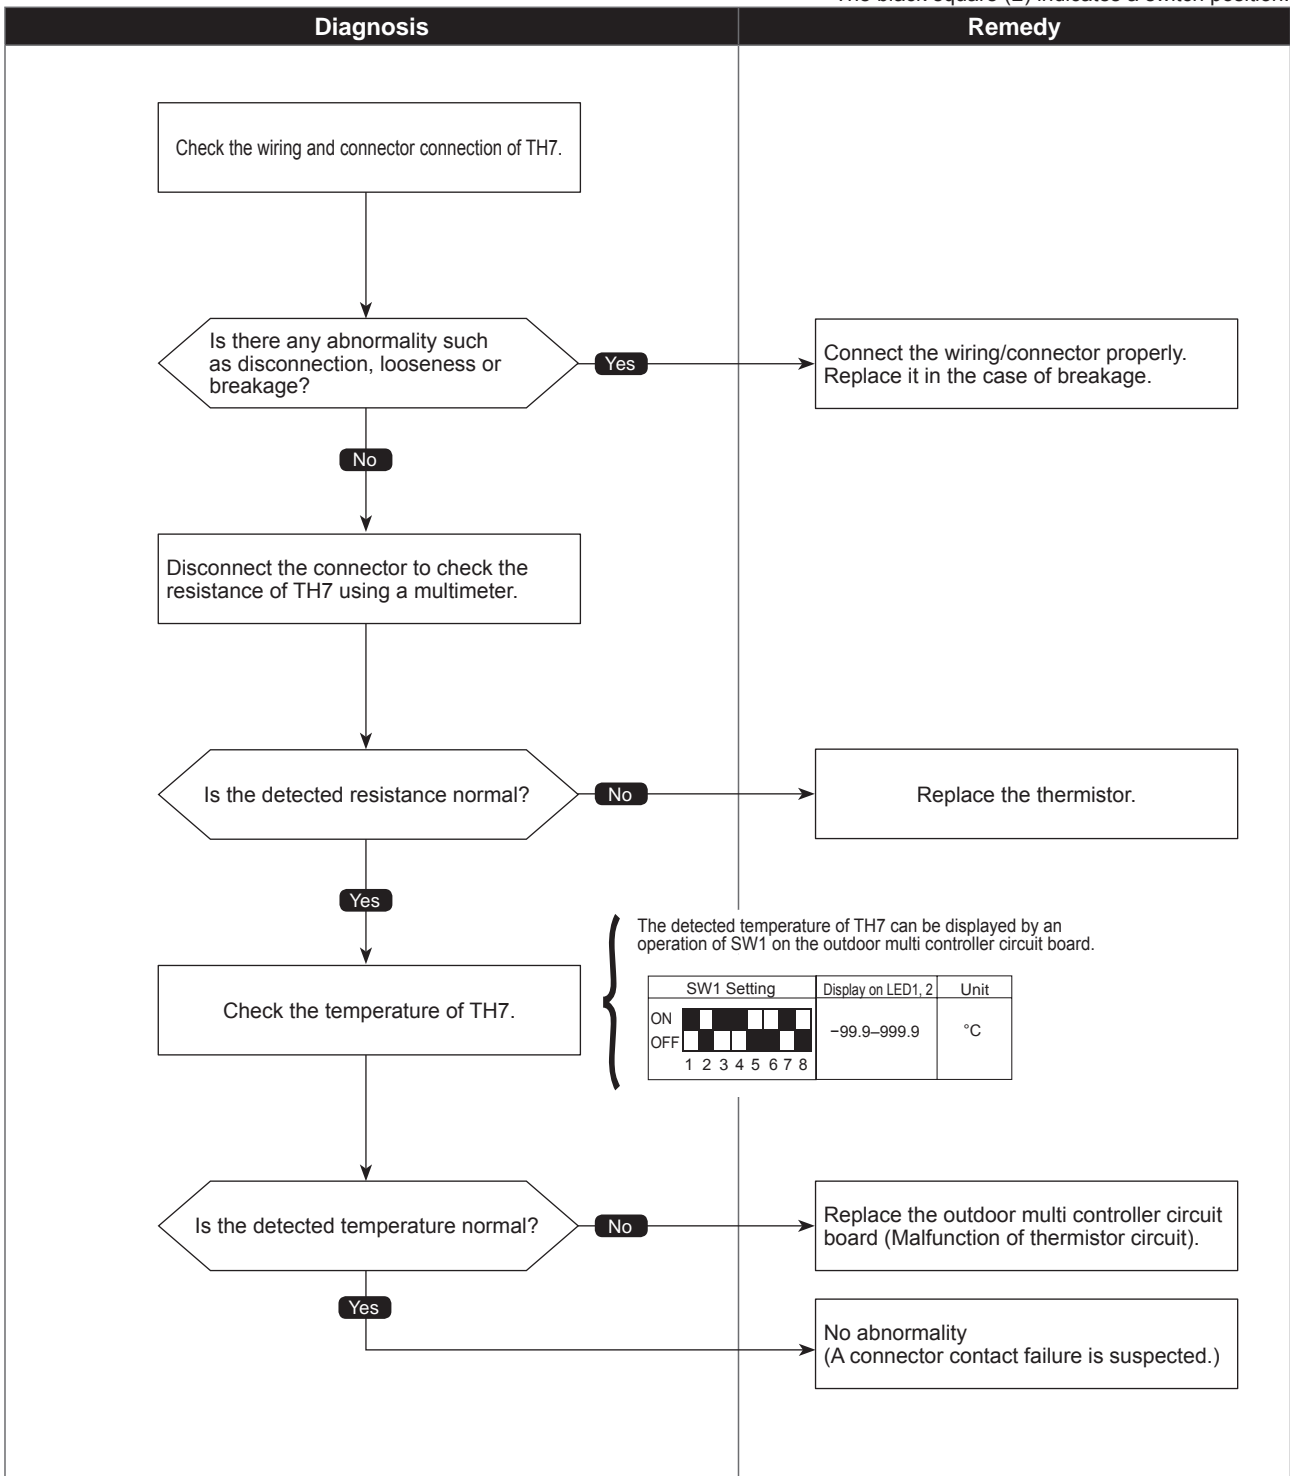 Diagnosis
Remedy
Check the wiring and connector connection of TH7.
Is there any abnormality such
as disconnection, looseness or
breakage?
Yes
Connect the wiring/connector properly.
Replace it in the case of breakage.
No
Disconnect the connector to check the
resistance of TH7 using a multimeter.
Is the detected resistance normal?
No
Replace the thermistor.
Yes
The detected temperature of TH7 can be displayed by an
operation of SW1 on the outdoor multi controller circuit board.
Check the temperature of TH7.
SW1 Setting
Display on LED1, 2
Unit
ON
OFF
1 2 3 4 5 6 7 8
−99.9–999.9
°C
Is the detected temperature normal?
No
Replace the outdoor multi controller circuit
board (Malfunction of thermistor circuit).
Yes
No abnormality
(A connector contact failure is suspected.)